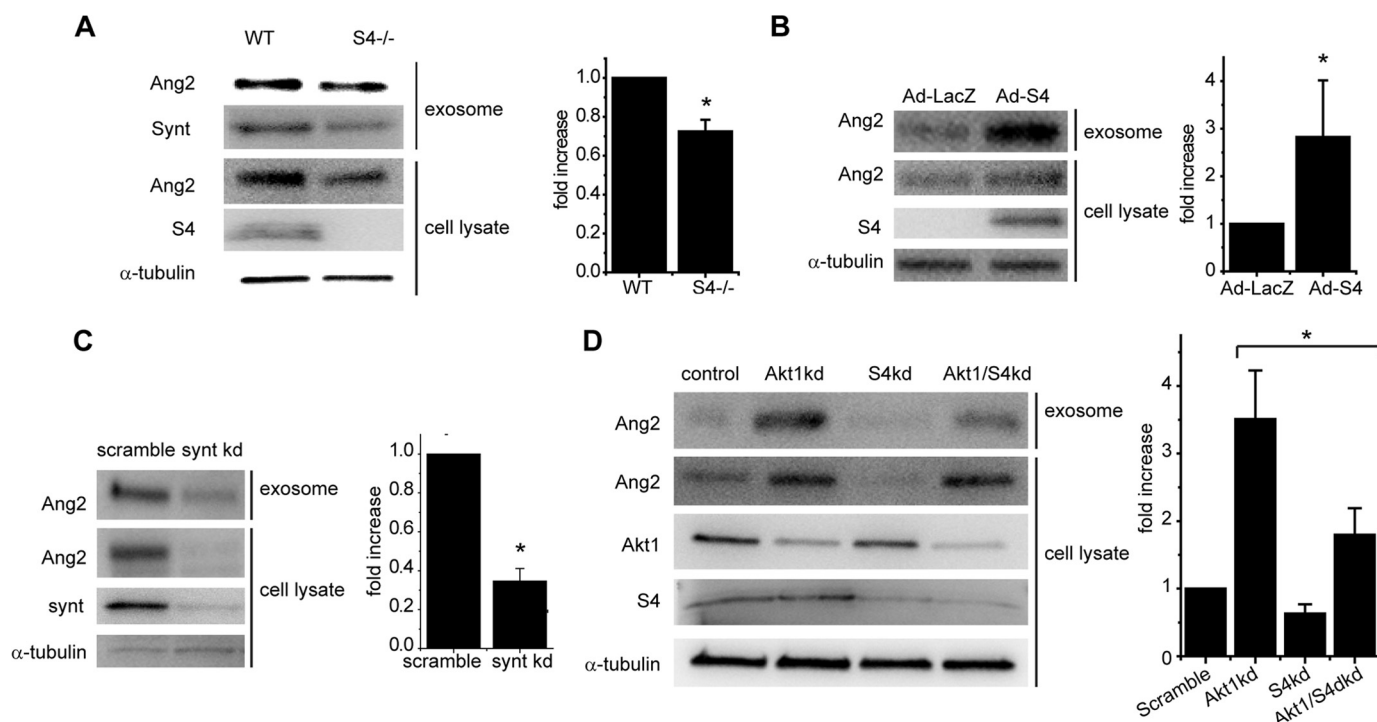 A
WT S4-/-
Ang2
Synt
exosome
Ang2
S4
α-tubulin
cell lysate
fold increase
1.0
0.8
0.6
0.4
0.2
0.0
*
WT S4-/-
B
Ad-LacZ Ad-S4
Ang2
exosome
Ang2
S4
α-tubulin
cell lysate
fold increase
4
3
2
1
0
*
Ad-LacZ Ad-S4
C
scramble synt kd
Ang2
exosome
Ang2
synt
α-tubulin
cell lysate
fold increase
1.0
0.8
0.6
0.4
0.2
0.0
*
scramble synt kd
D
control Akt1kd S4kd Akt1/S4kd
Ang2
exosome
Ang2
Akt1
S4
α-tubulin
cell lysate
fold increase
4
2
0
*
Scramble
Akt1kd
S4kd
Akt1/S4dkd